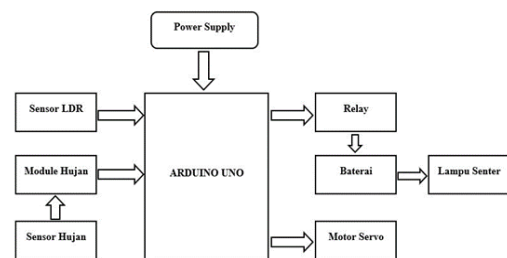 Power Supply
Sensor LDR
Relay
Module Hujan
ARDUINO UNO
Baterai
Lampu Senter
Sensor Hujan
Motor Servo